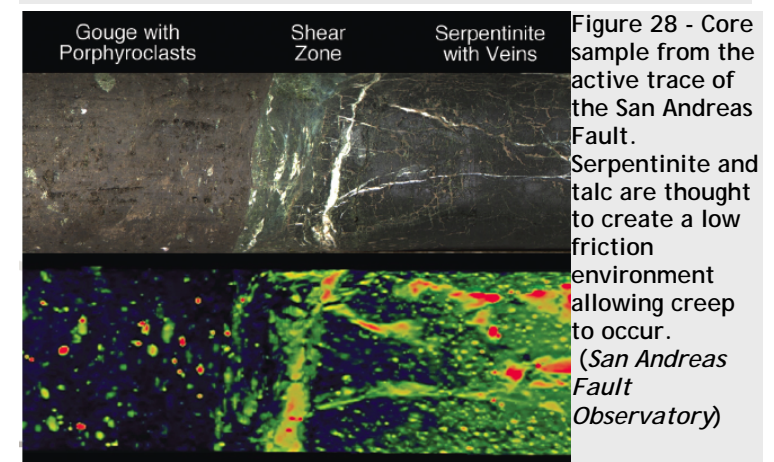 Gouge with
Porphyroclasts
Shear
Zone
Serpentinite
with Veins
Figure 28 - Core
sample from the
active trace of
the San Andreas
Fault.
Serpentinite and
talc are thought
to create a low
friction
environment
allowing creep
to occur.
(San Andreas
Fault
Observatory)